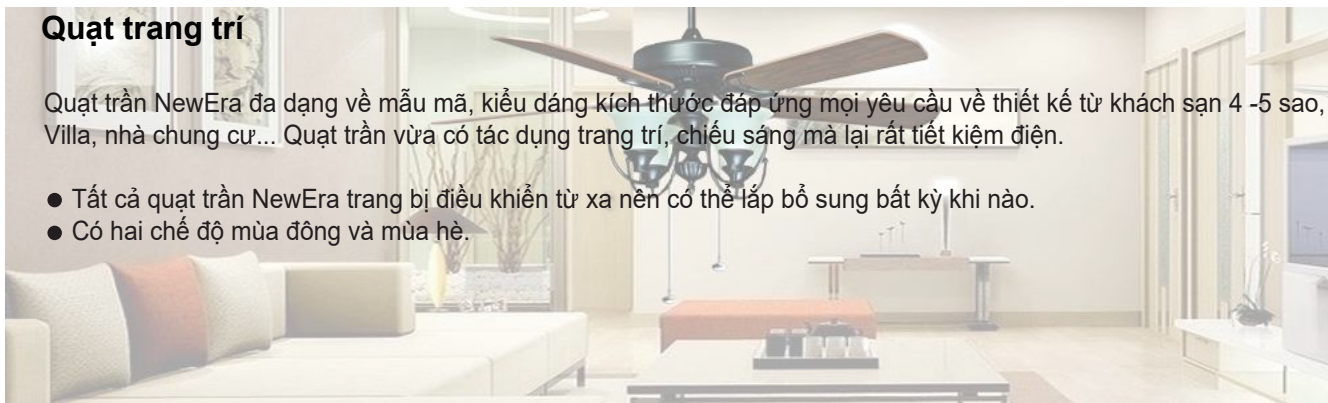 Quạt trang trí
Quạt trần NewEra đa dạng về mẫu mã, kiểu dáng kích thước đáp ứng mọi yêu cầu về thiết kế từ khách sạn 4 -5 sao,
Villa, nhà chung cư... Quạt trần vừa có tác dụng trang trí, chiếu sáng mà lại rất tiết kiệm điện.
● Tất cả quạt trần NewEra trang bị điều khiển từ xa nên có thể lắp bổ sung bất kỳ khi nào.
● Có hai chế độ mùa đông và mùa hè.